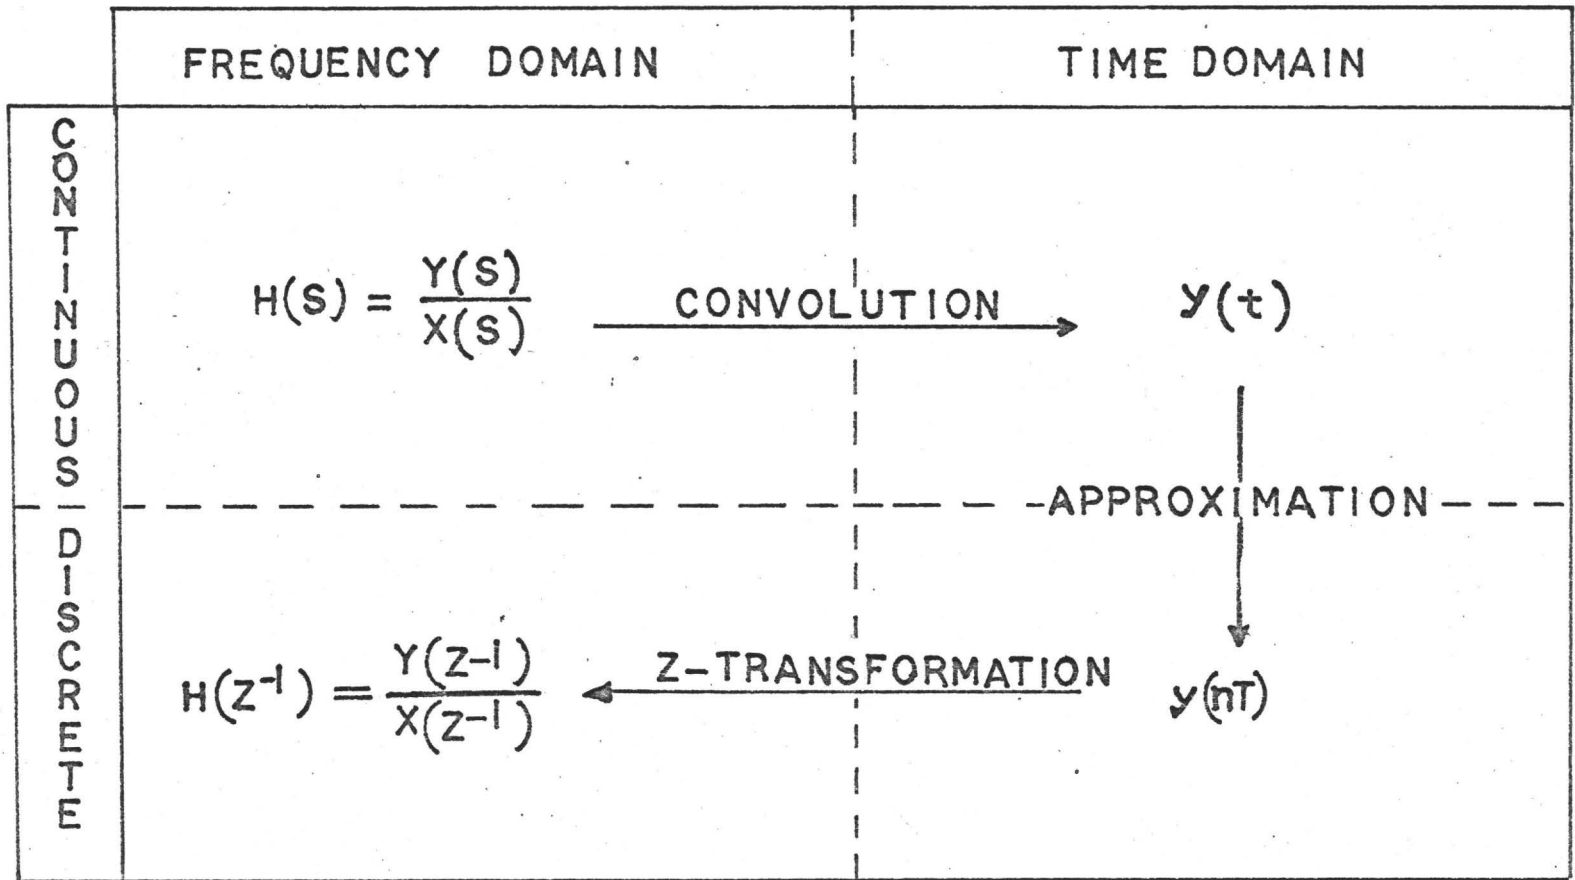 FREQUENCY DOMAIN
TIME DOMAIN
CONTINUOUS
H(S) = Y(S)/X(S)
CONVOLUTION
y(t)
APPROXIMATION
DISCRETE
H(Z⁻¹) = Y(Z-1)/X(Z-1)
Z-TRANSFORMATION
y(nT)